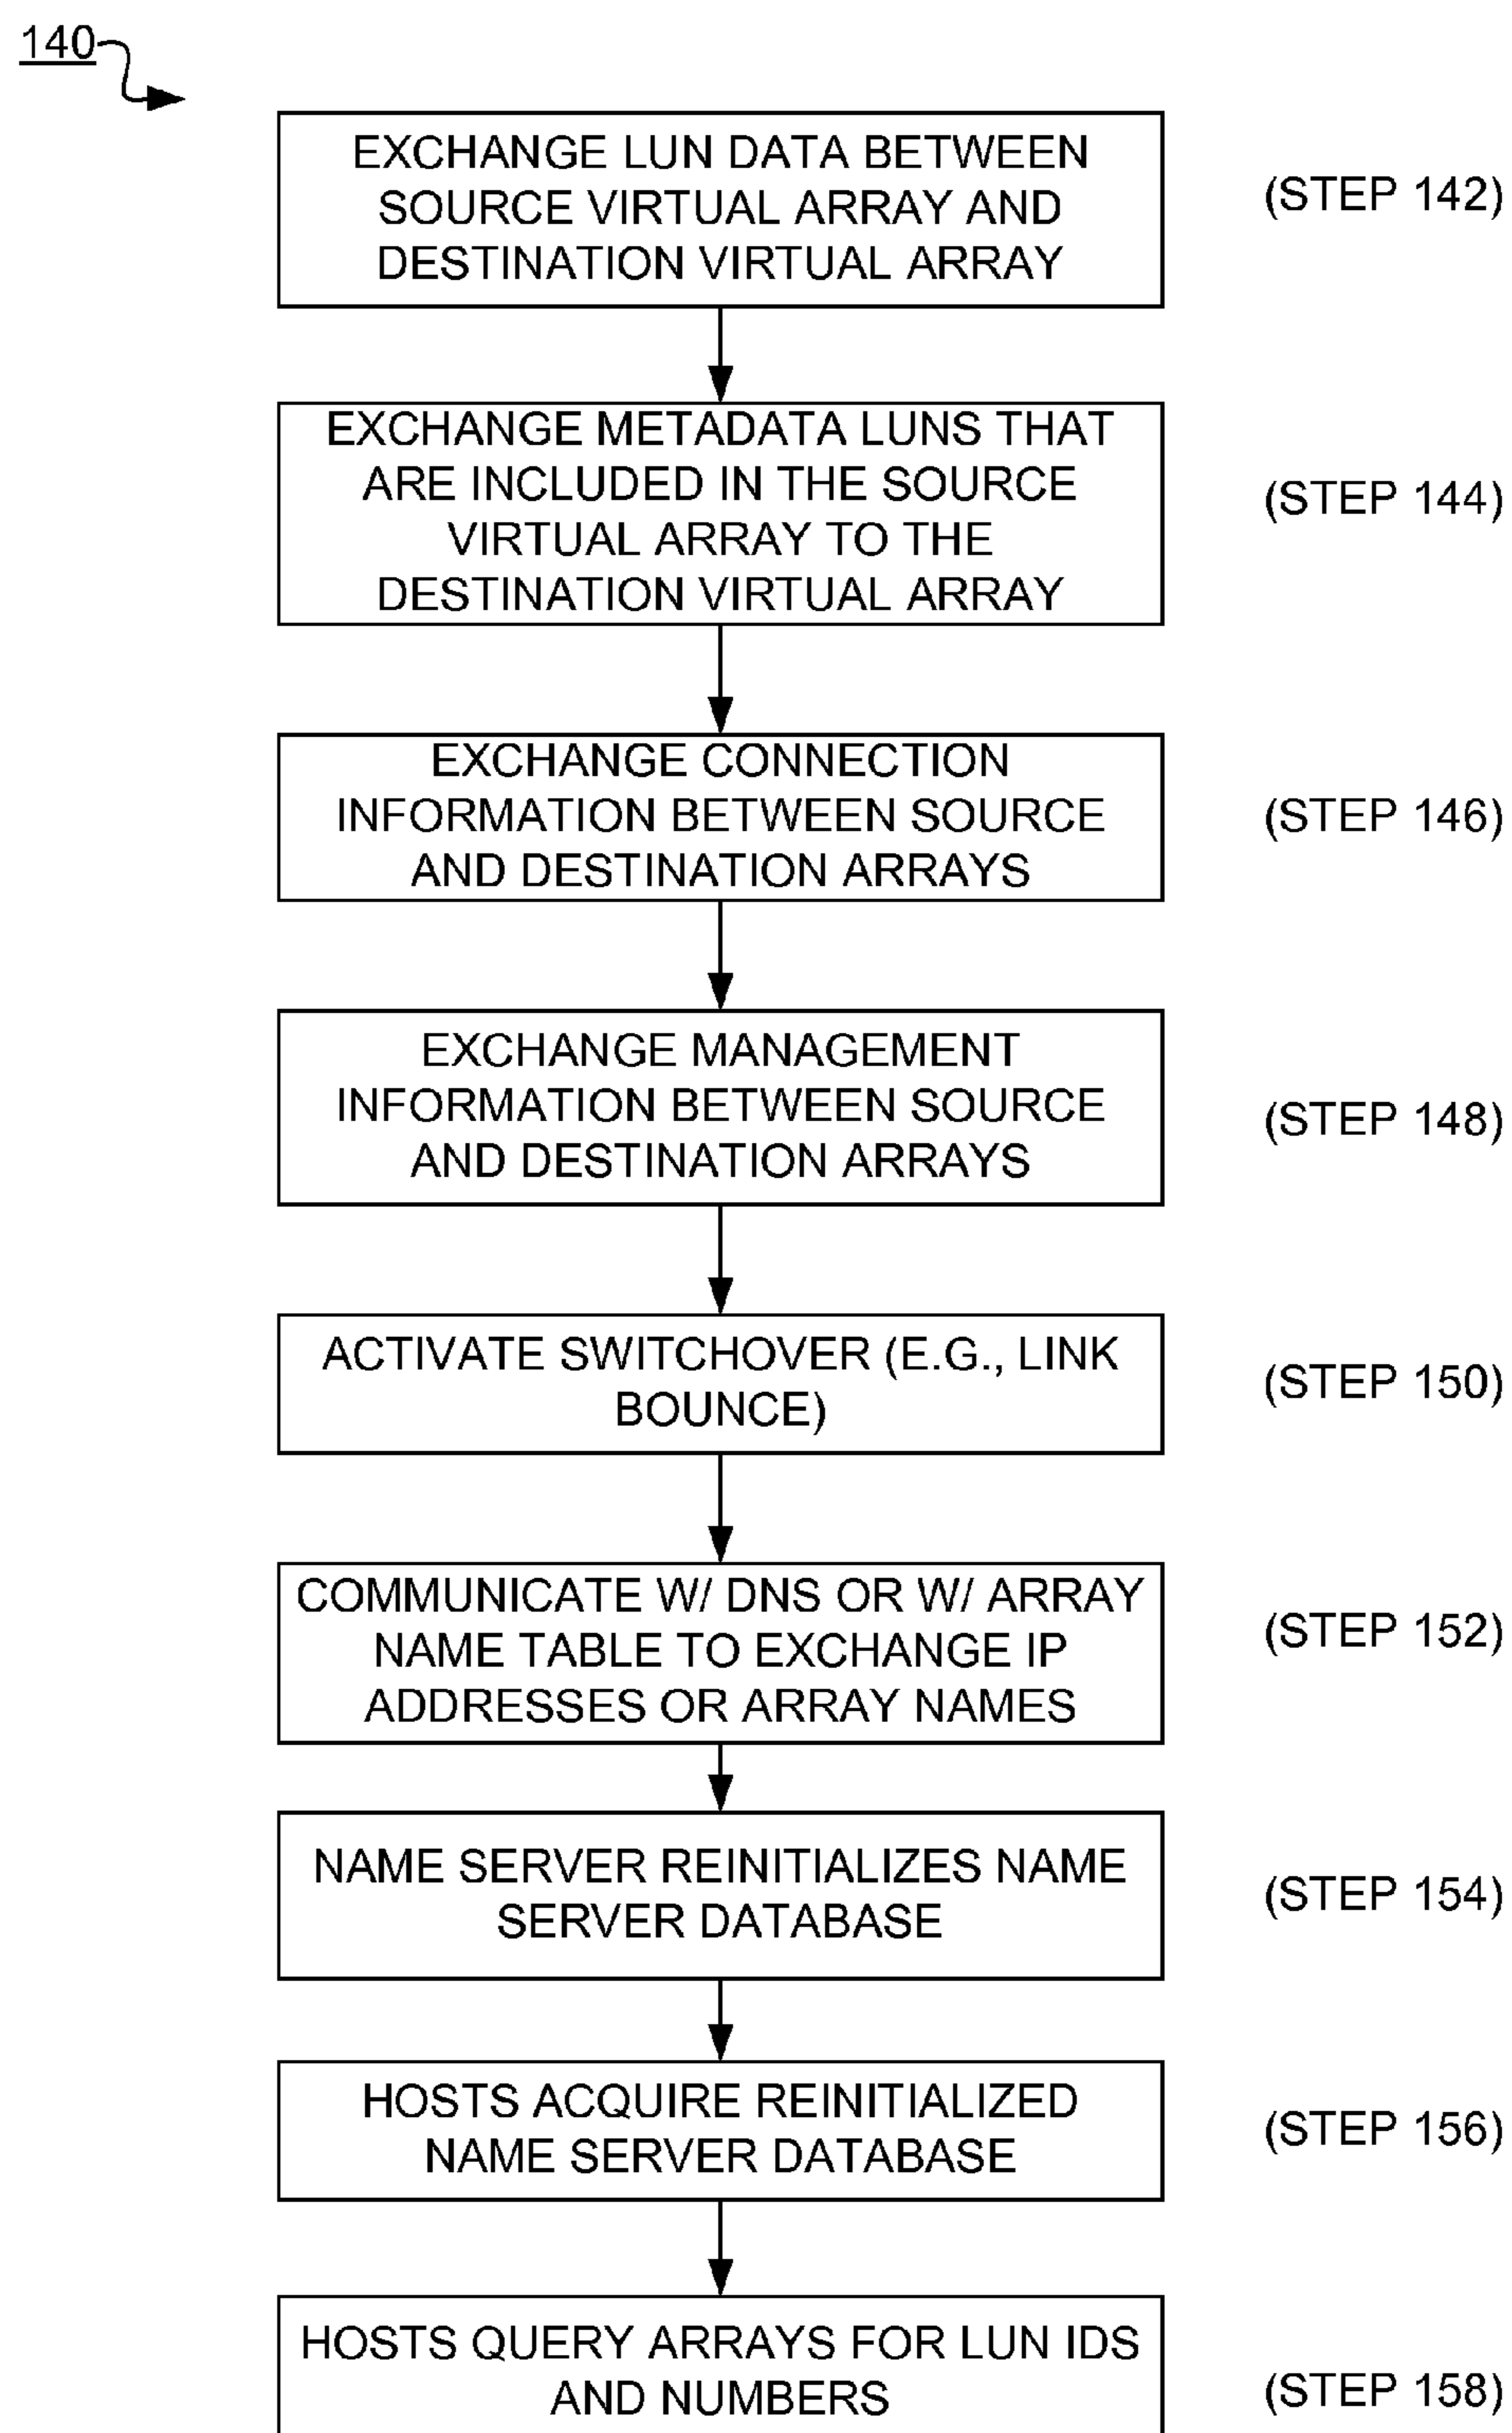 140
EXCHANGE LUN DATA BETWEEN
SOURCE VIRTUAL ARRAY AND
DESTINATION VIRTUAL ARRAY
(STEP 142)
EXCHANGE METADATA LUNS THAT
ARE INCLUDED IN THE SOURCE
VIRTUAL ARRAY TO THE
DESTINATION VIRTUAL ARRAY
(STEP 144)
EXCHANGE CONNECTION
INFORMATION BETWEEN SOURCE
AND DESTINATION ARRAYS
(STEP 146)
EXCHANGE MANAGEMENT
INFORMATION BETWEEN SOURCE
AND DESTINATION ARRAYS
(STEP 148)
ACTIVATE SWITCHOVER (E.G., LINK
BOUNCE)
(STEP 150)
COMMUNICATE W/ DNS OR W/ ARRAY
NAME TABLE TO EXCHANGE IP
ADDRESSES OR ARRAY NAMES
(STEP 152)
NAME SERVER REINITIALIZES NAME
SERVER DATABASE
(STEP 154)
HOSTS ACQUIRE REINITIALIZED
NAME SERVER DATABASE
(STEP 156)
HOSTS QUERY ARRAYS FOR LUN IDS
AND NUMBERS
(STEP 158)